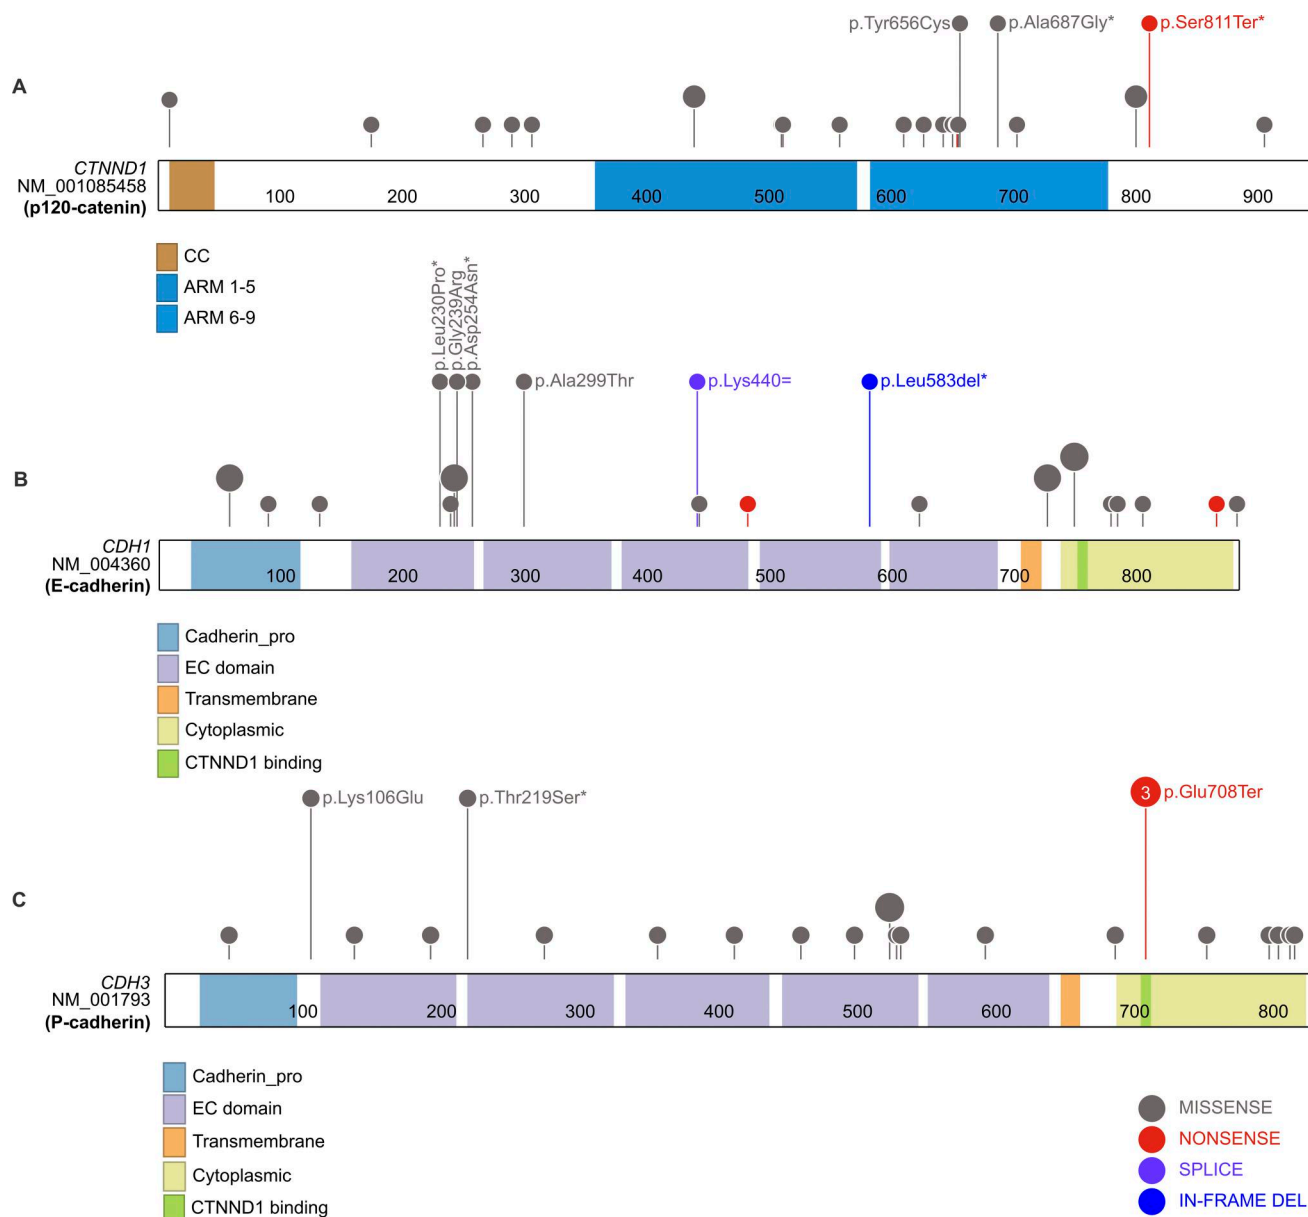 A
p.Tyr656Cys
p.Ala687Gly*
p.Ser811Ter*
CTNND1
NM_001085458
(p120-catenin)
100 200 300 400 500 600 700 800 900
CC
ARM 1-5
ARM 6-9
B
p.Leu230Pro*
p.Gly239Arg
p.Asp254Asn*
p.Ala299Thr
p.Lys440=
p.Leu583del*
CDH1
NM_004360
(E-cadherin)
100 200 300 400 500 600 700 800
Cadherin_pro
EC domain
Transmembrane
Cytoplasmic
CTNND1 binding
C
p.Lys106Glu
p.Thr219Ser*
3 p.Glu708Ter
CDH3
NM_001793
(P-cadherin)
100 200 300 400 500 600 700 800
Cadherin_pro
EC domain
Transmembrane
Cytoplasmic
CTNND1 binding
MISSENSE
NONSENSE
SPLICE
IN-FRAME DEL